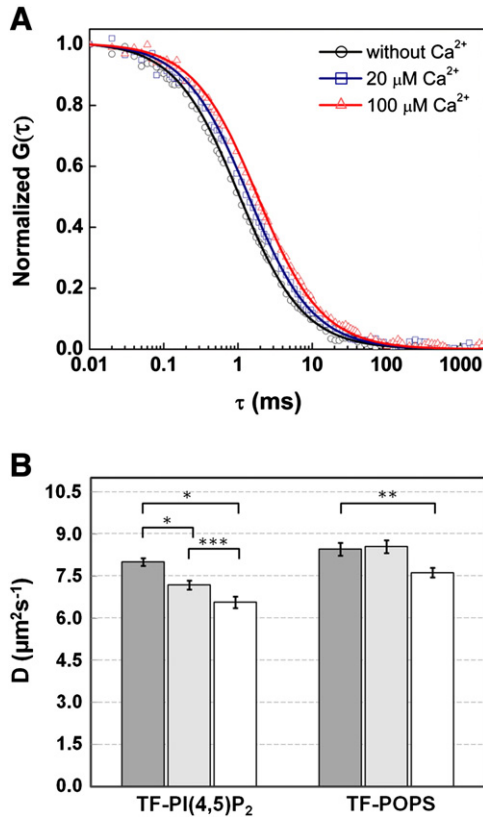 A
1.0
0.8
0.6
0.4
0.2
0.0
Normalized G(τ)
without Ca²⁺
20 μM Ca²⁺
100 μM Ca²⁺
0.01 0.1 1 10 100 1000
τ (ms)
B
10.5
9.0
7.5
6.0
4.5
3.0
1.5
0.0
D (μm²s⁻¹)
*
*
***
**
TF-PI(4,5)P₂
TF-POPS